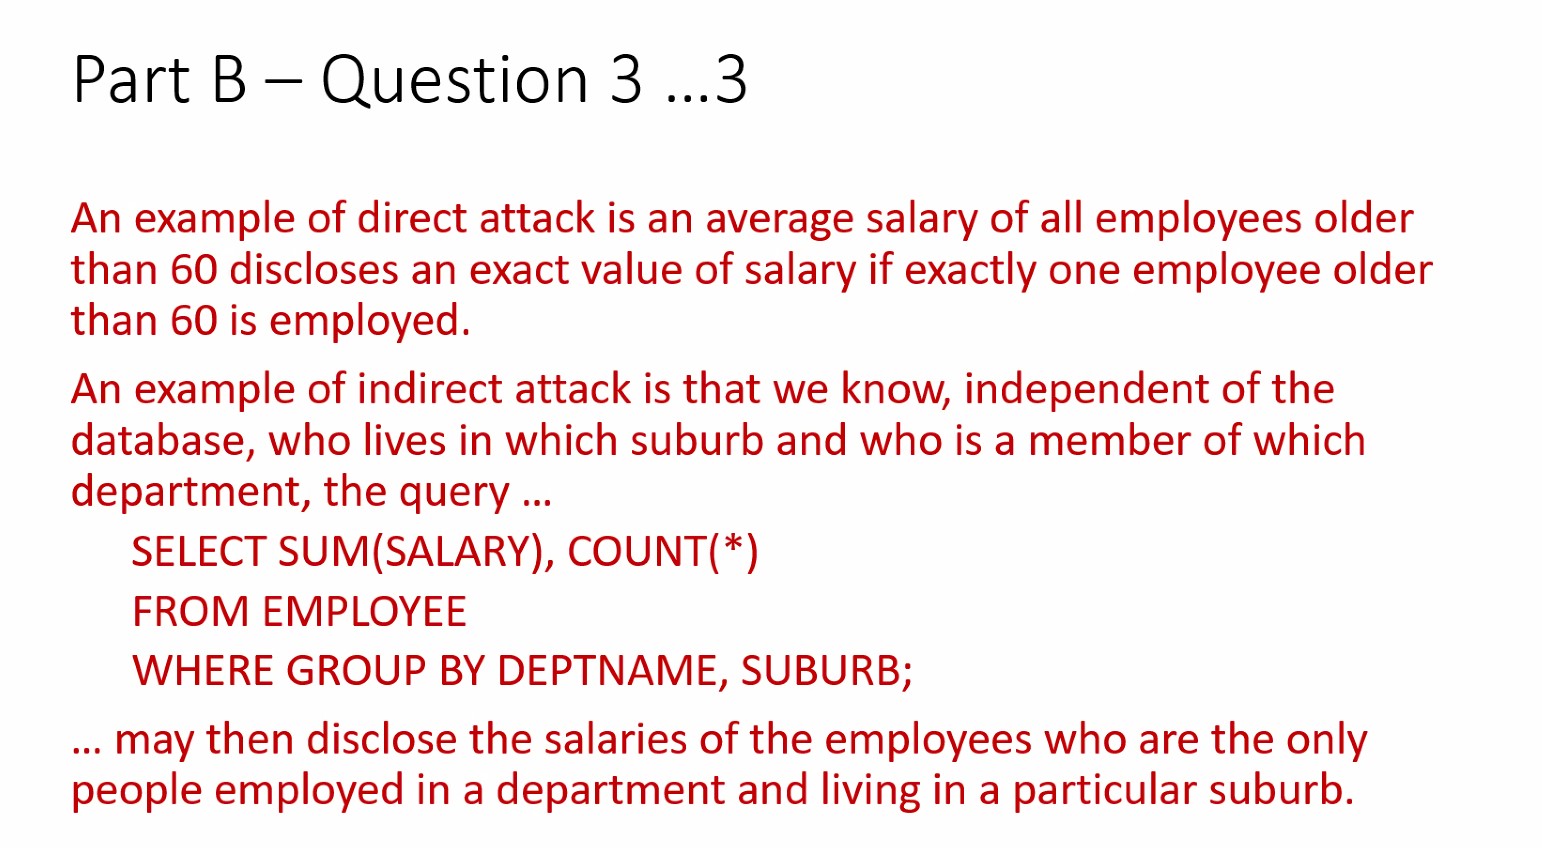 Part B – Question 3 ...3
An example of direct attack is an average salary of all employees older
than 60 discloses an exact value of salary if exactly one employee older
than 60 is employed.
An example of indirect attack is that we know, independent of the
database, who lives in which suburb and who is a member of which
department, the query ...
SELECT SUM(SALARY), COUNT(*)
FROM EMPLOYEE
WHERE GROUP BY DEPTNAME, SUBURB;
... may then disclose the salaries of the employees who are the only
people employed in a department and living in a particular suburb.